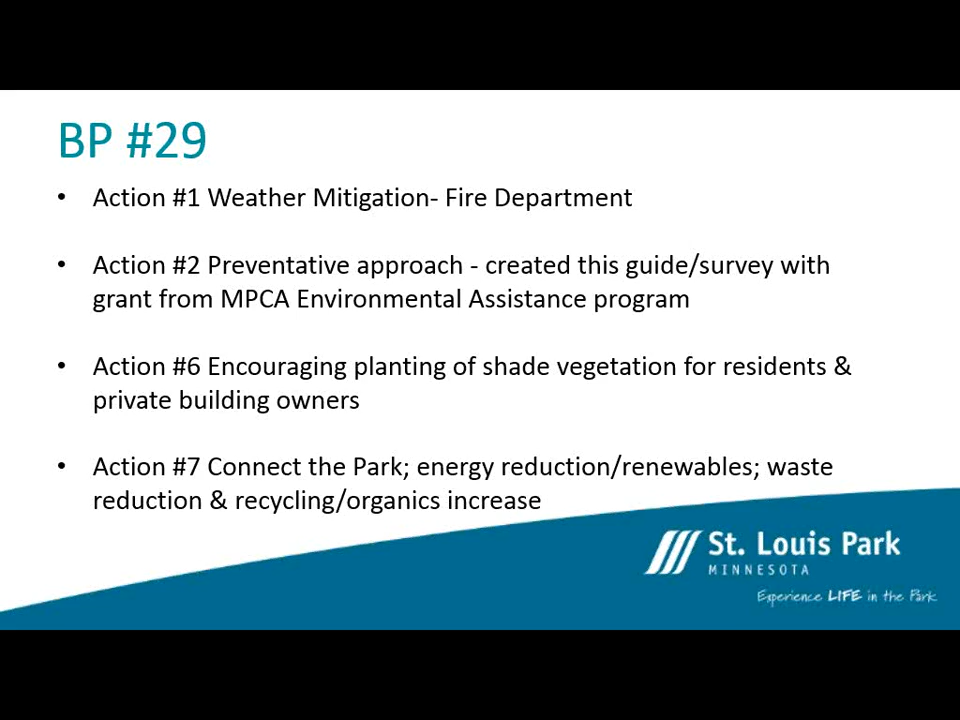 BP #29
• Action #1 Weather Mitigation- Fire Department
• Action #2 Preventative approach - created this guide/survey with
grant from MPCA Environmental Assistance program
• Action #6 Encouraging planting of shade vegetation for residents &
private building owners
• Action #7 Connect the Park; energy reduction/renewables; waste
reduction & recycling/organics increase
St. Louis Park
MINNESOTA
Experience LIFE in the Park